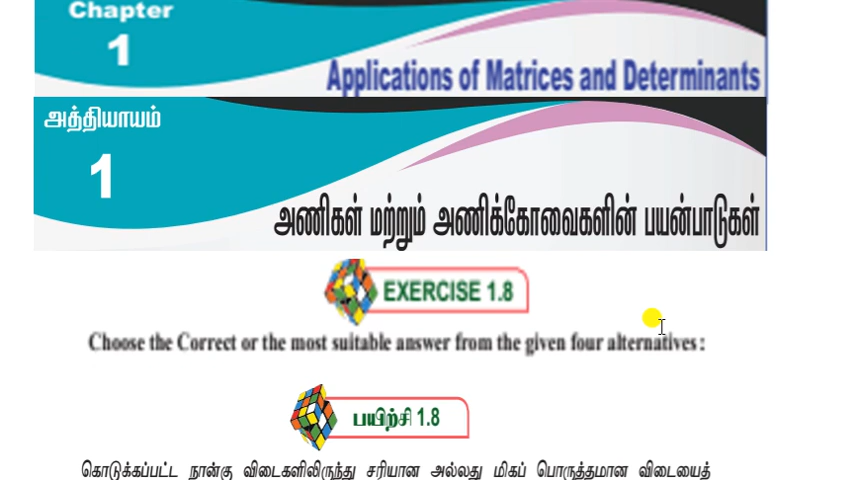 Chapter
1
Applications of Matrices and Determinants
அத்தியாயம்
1
அணிகள் மற்றும் அணிக்கோவைகளின் பயன்பாடுகள்
EXERCISE 1.8
Choose the Correct or the most suitable answer from the given four alternatives :
பயிற்சி 1.8
கொடுக்கப்பட்ட நான்கு விடைகளிலிருந்து சரியான அல்லது மிகப் பொருத்தமான விடையைத்